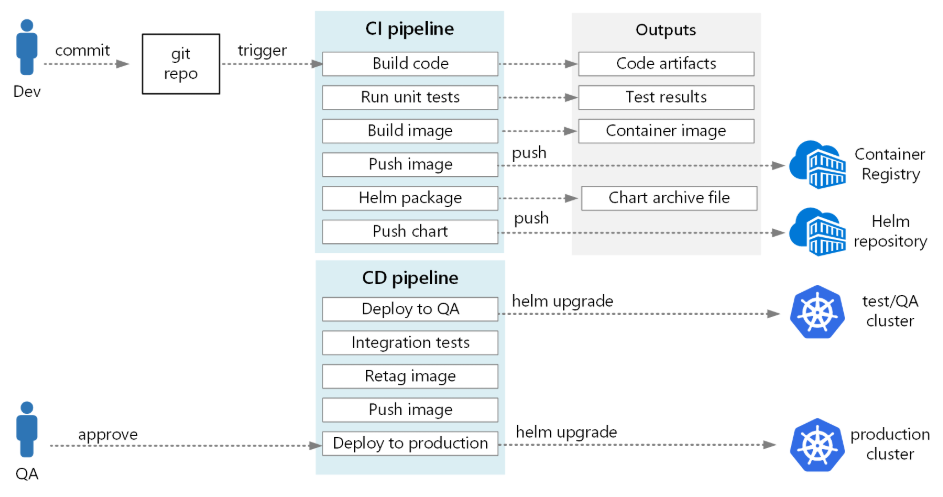 CI pipeline
Outputs
commit
trigger
git
repo
Dev
Build code
Code artifacts
Run unit tests
Test results
Build image
Container image
Push image
push
Container
Registry
Helm package
Chart archive file
Push chart
push
Helm
repository
CD pipeline
Deploy to QA
helm upgrade
test/QA
cluster
Integration tests
Retag image
Push image
approve
QA
Deploy to production
helm upgrade
production
cluster